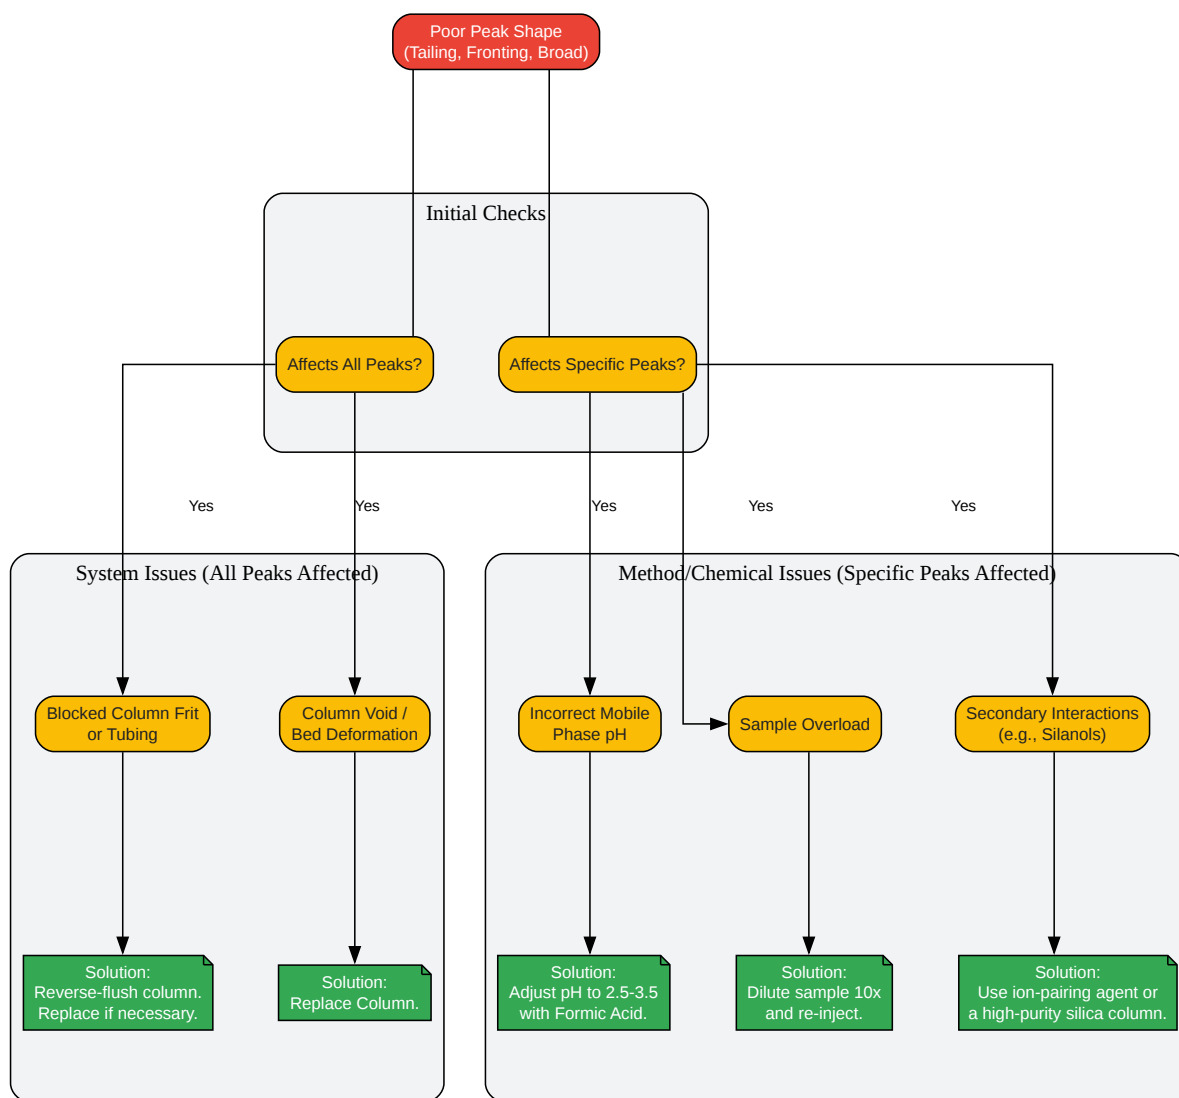 Poor Peak Shape
(Tailing, Fronting, Broad)
Initial Checks
Affects All Peaks?
Affects Specific Peaks?
Yes
Yes
Yes
Yes
Yes
System Issues (All Peaks Affected)
Method/Chemical Issues (Specific Peaks Affected)
Blocked Column Frit
or Tubing
Column Void /
Bed Deformation
Incorrect Mobile
Phase pH
Sample Overload
Secondary Interactions
(e.g., Silanols)
Solution:
Reverse-flush column.
Replace if necessary.
Solution:
Replace Column.
Solution:
Adjust pH to 2.5-3.5
with Formic Acid.
Solution:
Dilute sample 10x
and re-inject.
Solution:
Use ion-pairing agent or
a high-purity silica column.